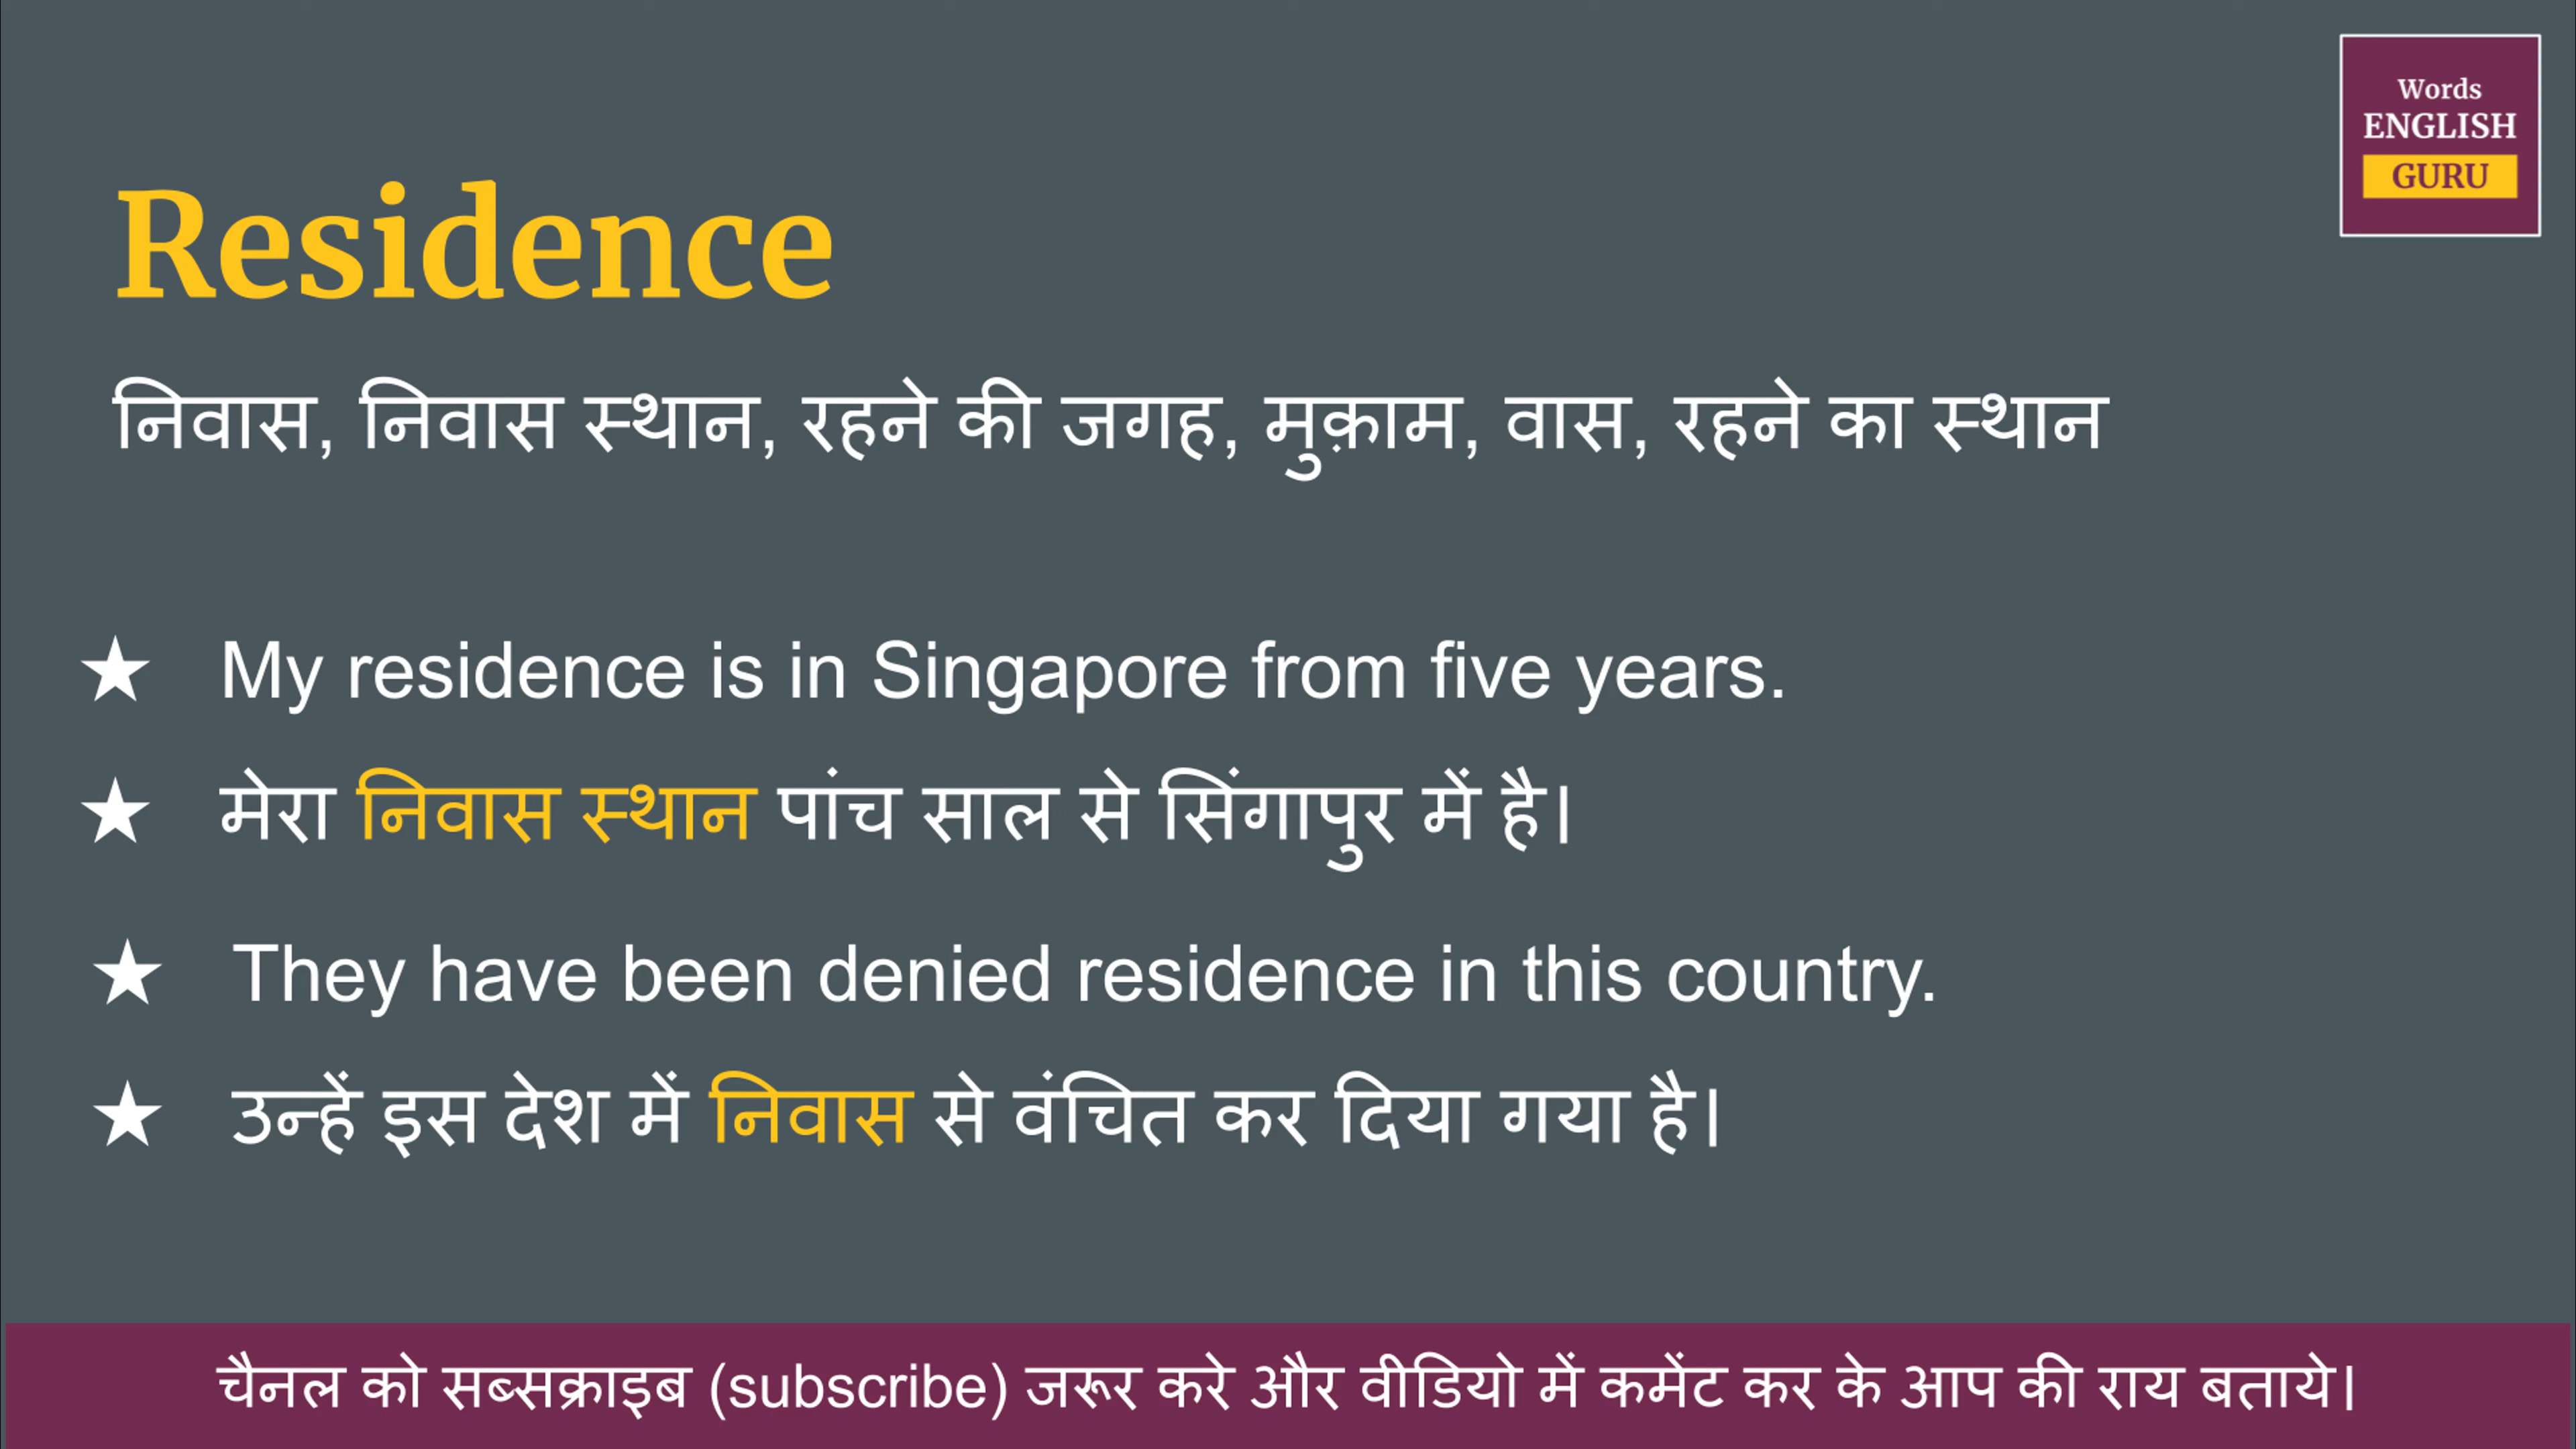 Words
ENGLISH
GURU
Residence
निवास, निवास स्थान, रहने की जगह, मुक़ाम, वास, रहने का स्थान
★ My residence is in Singapore from five years.
★ मेरा निवास स्थान पांच साल से सिंगापुर में है।
★ They have been denied residence in this country.
★ उन्हें इस देश में निवास से वंचित कर दिया गया है।
चैनल को सब्सक्राइब (subscribe) जरूर करे और वीडियो में कमेंट कर के आप की राय बताये।